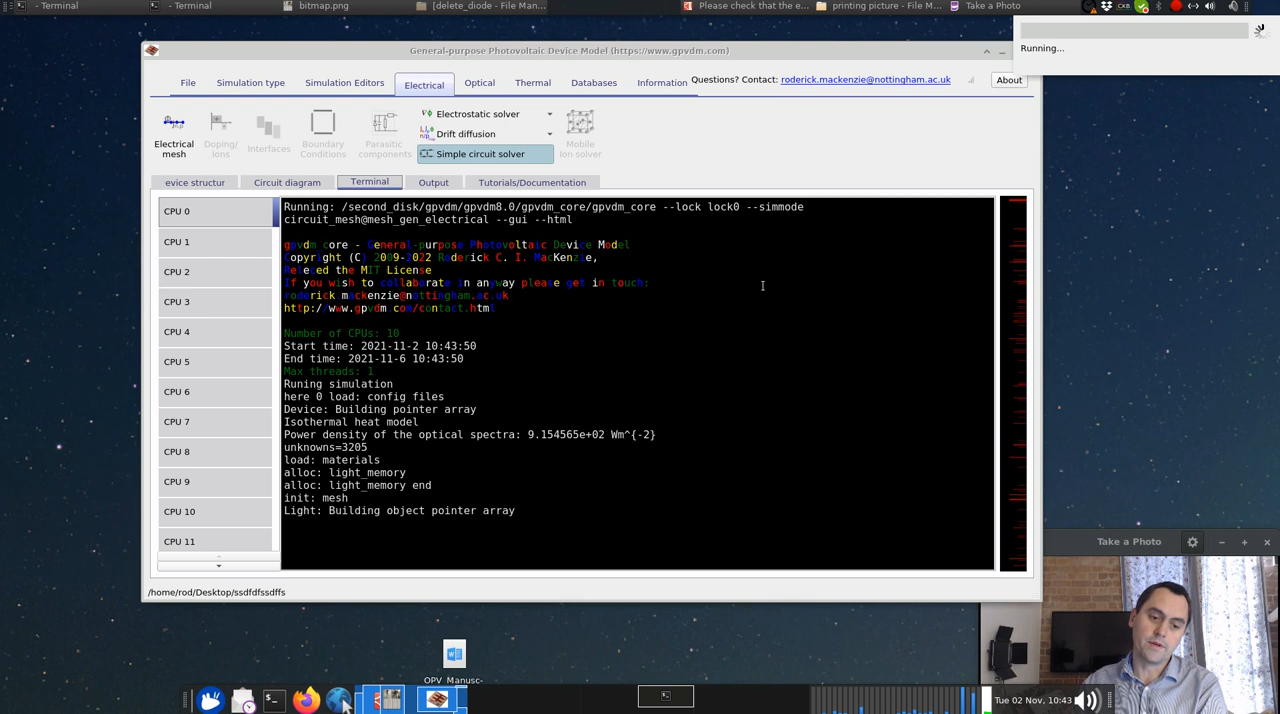 - Terminal
- Terminal
bitmap.png
[delete_diode - File Man...
Please check that the e...
printing picture - File M...
Take a Photo
CKB
Running...
General-purpose Photovoltaic Device Model (https://www.gpvdm.com)
File
Simulation type
Simulation Editors
Electrical
Optical
Thermal
Databases
Information
Questions? Contact: roderick.mackenzie@nottingham.ac.uk
About
Electrical
mesh
Doping/
Ions
Interfaces
Boundary
Conditions
Parasitic
components
Electrostatic solver
Drift diffusion
Simple circuit solver
Mobile
Ion solver
evice structur
Circuit diagram
Terminal
Output
Tutorials/Documentation
CPU 0
CPU 1
CPU 2
CPU 3
CPU 4
CPU 5
CPU 6
CPU 7
CPU 8
CPU 9
CPU 10
CPU 11
Running: /second_disk/gpvdm/gpvdm8.0/gpvdm_core/gpvdm_core --lock lock0 --simmode
circuit_mesh@mesh_gen_electrical --gui --html
gpvdm core - General-purpose Photovoltaic Device Model
Copyright (C) 2009-2022 Roderick C. I. MacKenzie,
Releced the MIT License
If you wish to collaborate in anyway please get in touch:
roderick.mackenzie@nottingham.ac.uk
http://www.gpvdm.com/contact.html
Number of CPUs: 10
Start time: 2021-11-2 10:43:50
End time: 2021-11-6 10:43:50
Max threads: 1
Runing simulation
here 0 load: config files
Device: Building pointer array
Isothermal heat model
Power density of the optical spectra: 9.154565e+02 Wm^{-2}
unknowns=3205
load: materials
alloc: light_memory
alloc: light_memory end
init: mesh
Light: Building object pointer array
/home/rod/Desktop/ssdfdfssdffs
Take a Photo
OPV_Manusc-
Tue 02 Nov, 10:43